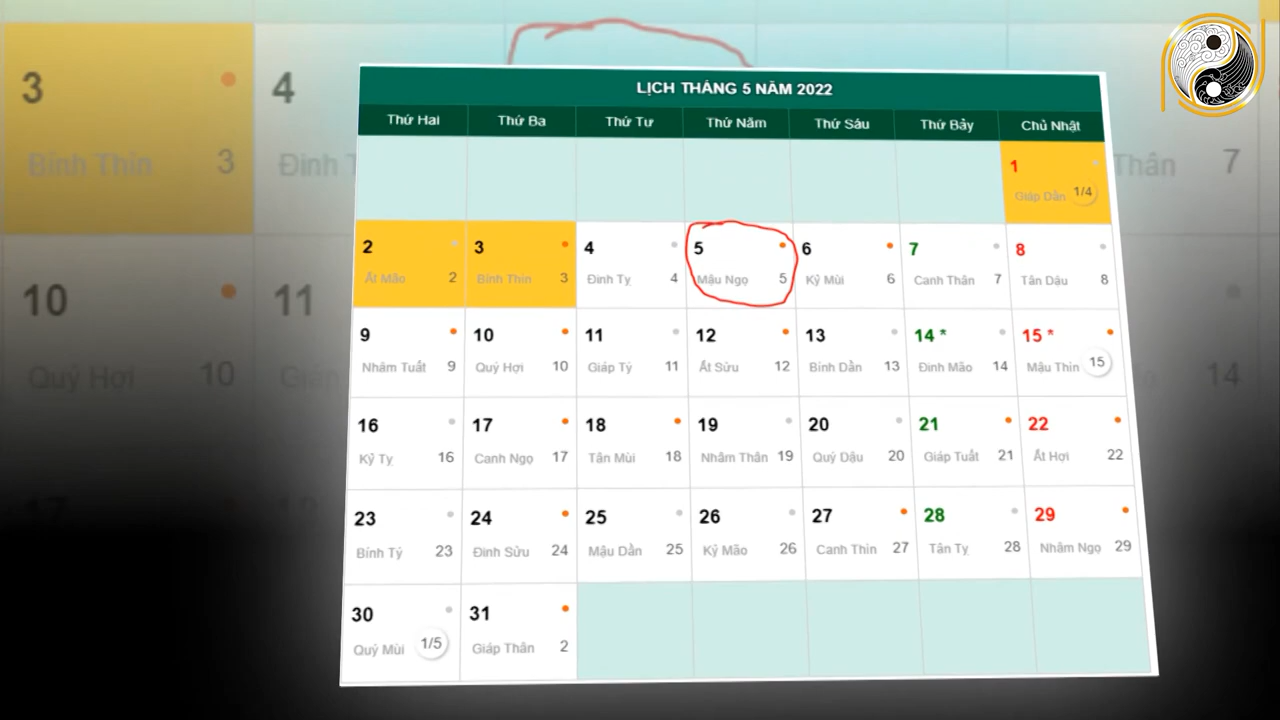 LỊCH THÁNG 5 NĂM 2022
Thứ Hai Thứ Ba Thứ Tư Thứ Năm Thứ Sáu Thứ Bảy Chủ Nhật
1
Giáp Dần 1/4
2 3 4 5 6 7 8
Ất Mão 2 Bính Thìn 3 Đinh Tỵ 4 Mậu Ngọ 5 Kỷ Mùi 6 Canh Thân 7 Tân Dậu 8
9 10 11 12 13 14 * 15 *
Nhâm Tuất 9 Quý Hợi 10 Giáp Tý 11 Ất Sửu 12 Bính Dần 13 Đinh Mão 14 Mậu Thìn 15
16 17 18 19 20 21 22
Kỷ Tỵ 16 Canh Ngọ 17 Tân Mùi 18 Nhâm Thân 19 Quý Dậu 20 Giáp Tuất 21 Ất Hợi 22
23 24 25 26 27 28 29
Bính Tý 23 Đinh Sửu 24 Mậu Dần 25 Kỷ Mão 26 Canh Thìn 27 Tân Tỵ 28 Nhâm Ngọ 29
30 31
Quý Mùi 1/5 Giáp Thân 2
3 4
Bính Thìn 3 Đinh Thân 7
10 11
Quý Hợi 10 14